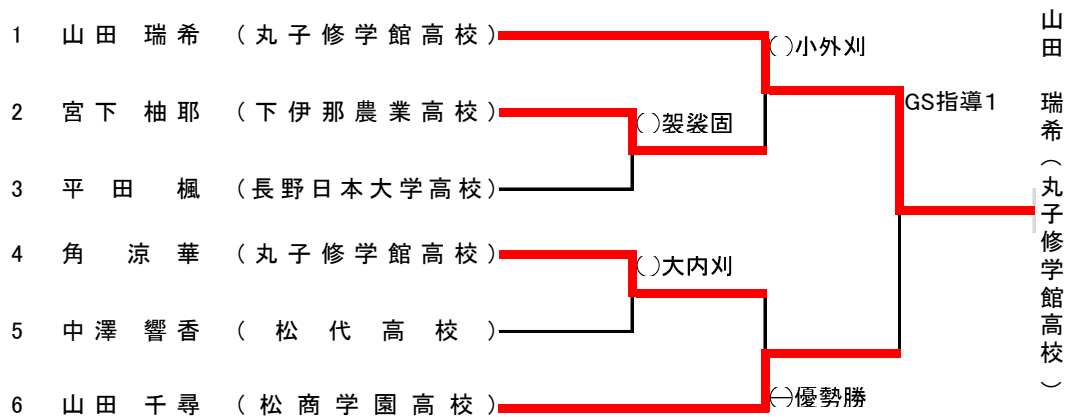 1 山田 瑞希 (丸子修学館高校)
()小外刈
2 宮下 柚耶 (下伊那農業高校)
()袈裟固
GS指導1
3 平田 楓 (長野日本大学高校)
4 角 涼華 (丸子修学館高校)
()大内刈
5 中澤 響香 (松代高校)
6 山田 千尋 (松商学園高校)
(一)優勢勝
山田 瑞希(丸子修学館高校)